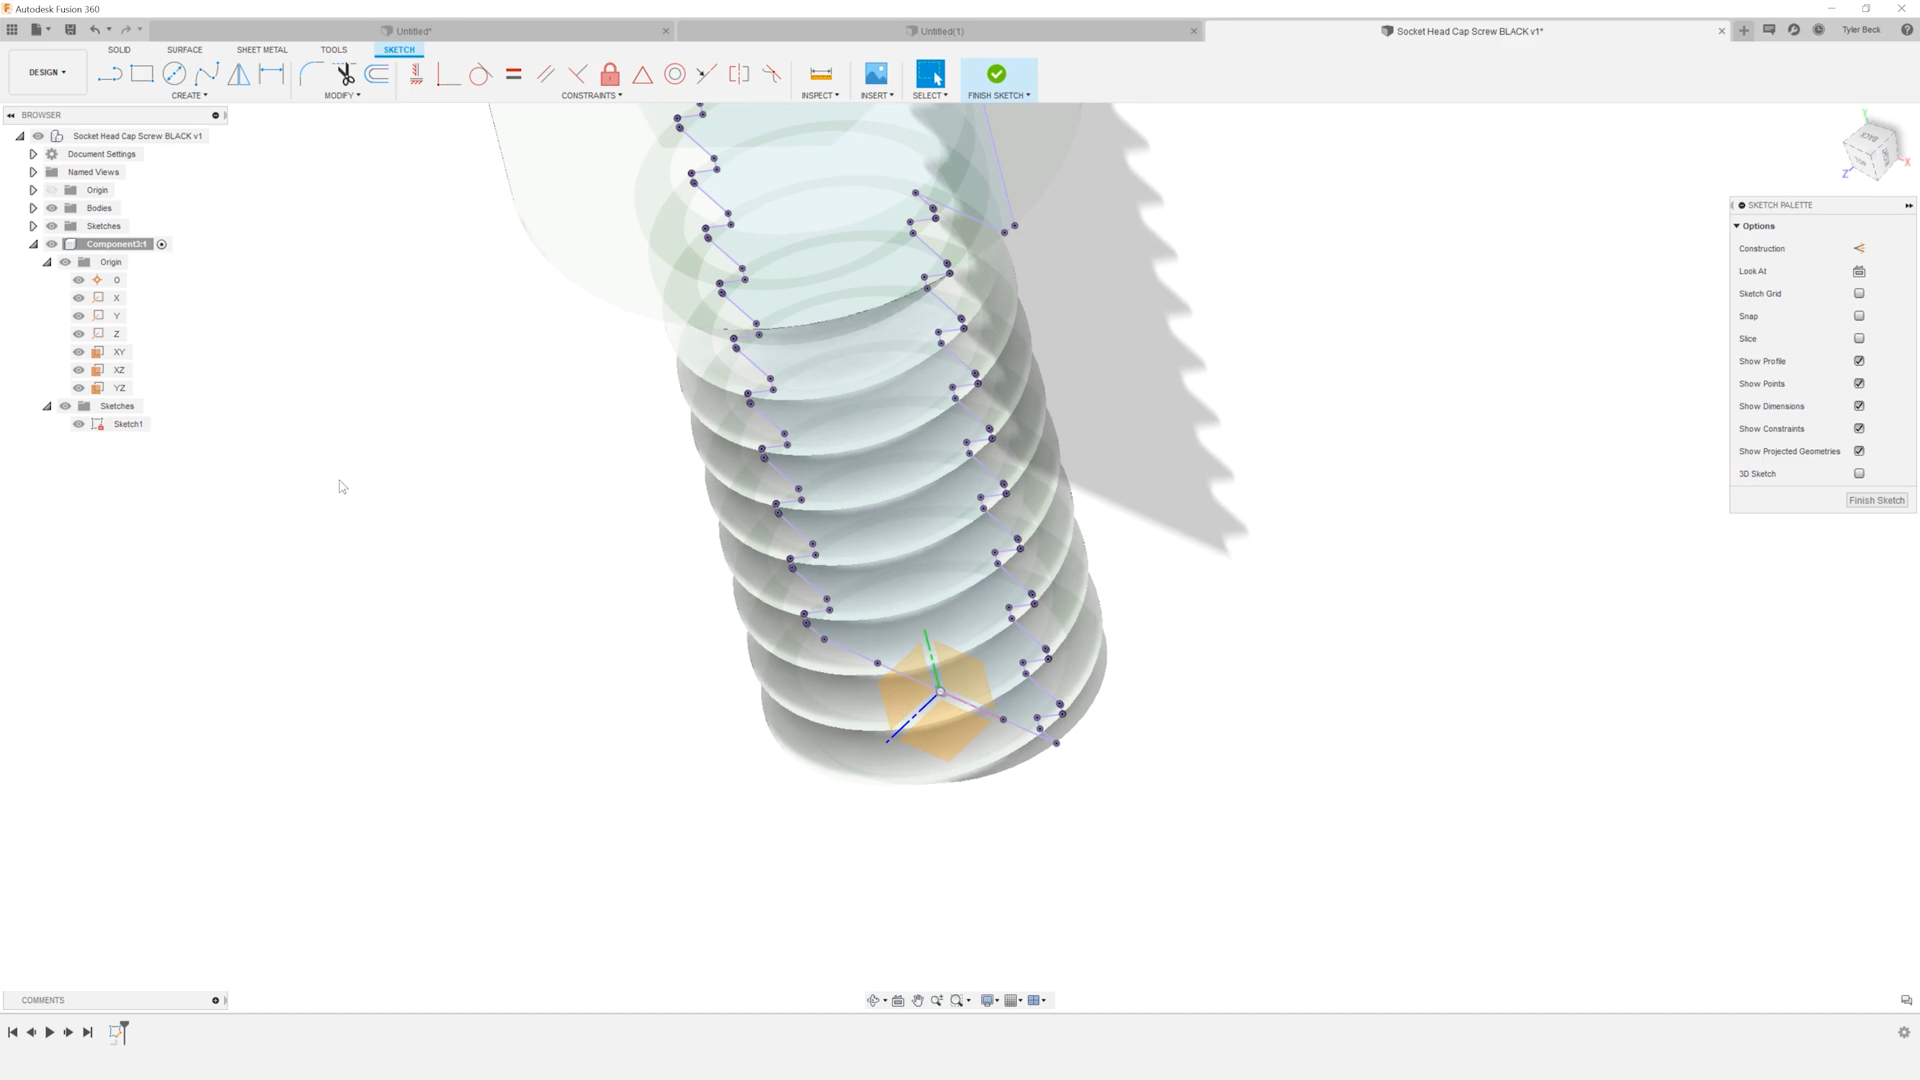 Autodesk Fusion 360
Untitled*
Untitled(1)
Socket Head Cap Screw BLACK v1*
Tyler Beck
SOLID
SURFACE
SHEET METAL
TOOLS
SKETCH
DESIGN
CREATE
MODIFY
CONSTRAINTS
INSPECT
INSERT
SELECT
FINISH SKETCH
BROWSER
Socket Head Cap Screw BLACK v1
Document Settings
Named Views
Origin
Bodies
Sketches
Component3:1
Origin
O
X
Y
Z
XY
XZ
YZ
Sketches
Sketch1
BACK
Y
X
Z
SKETCH PALETTE
Options
Construction
Look At
Sketch Grid
Snap
Slice
Show Profile
Show Points
Show Dimensions
Show Constraints
Show Projected Geometries
3D Sketch
Finish Sketch
COMMENTS